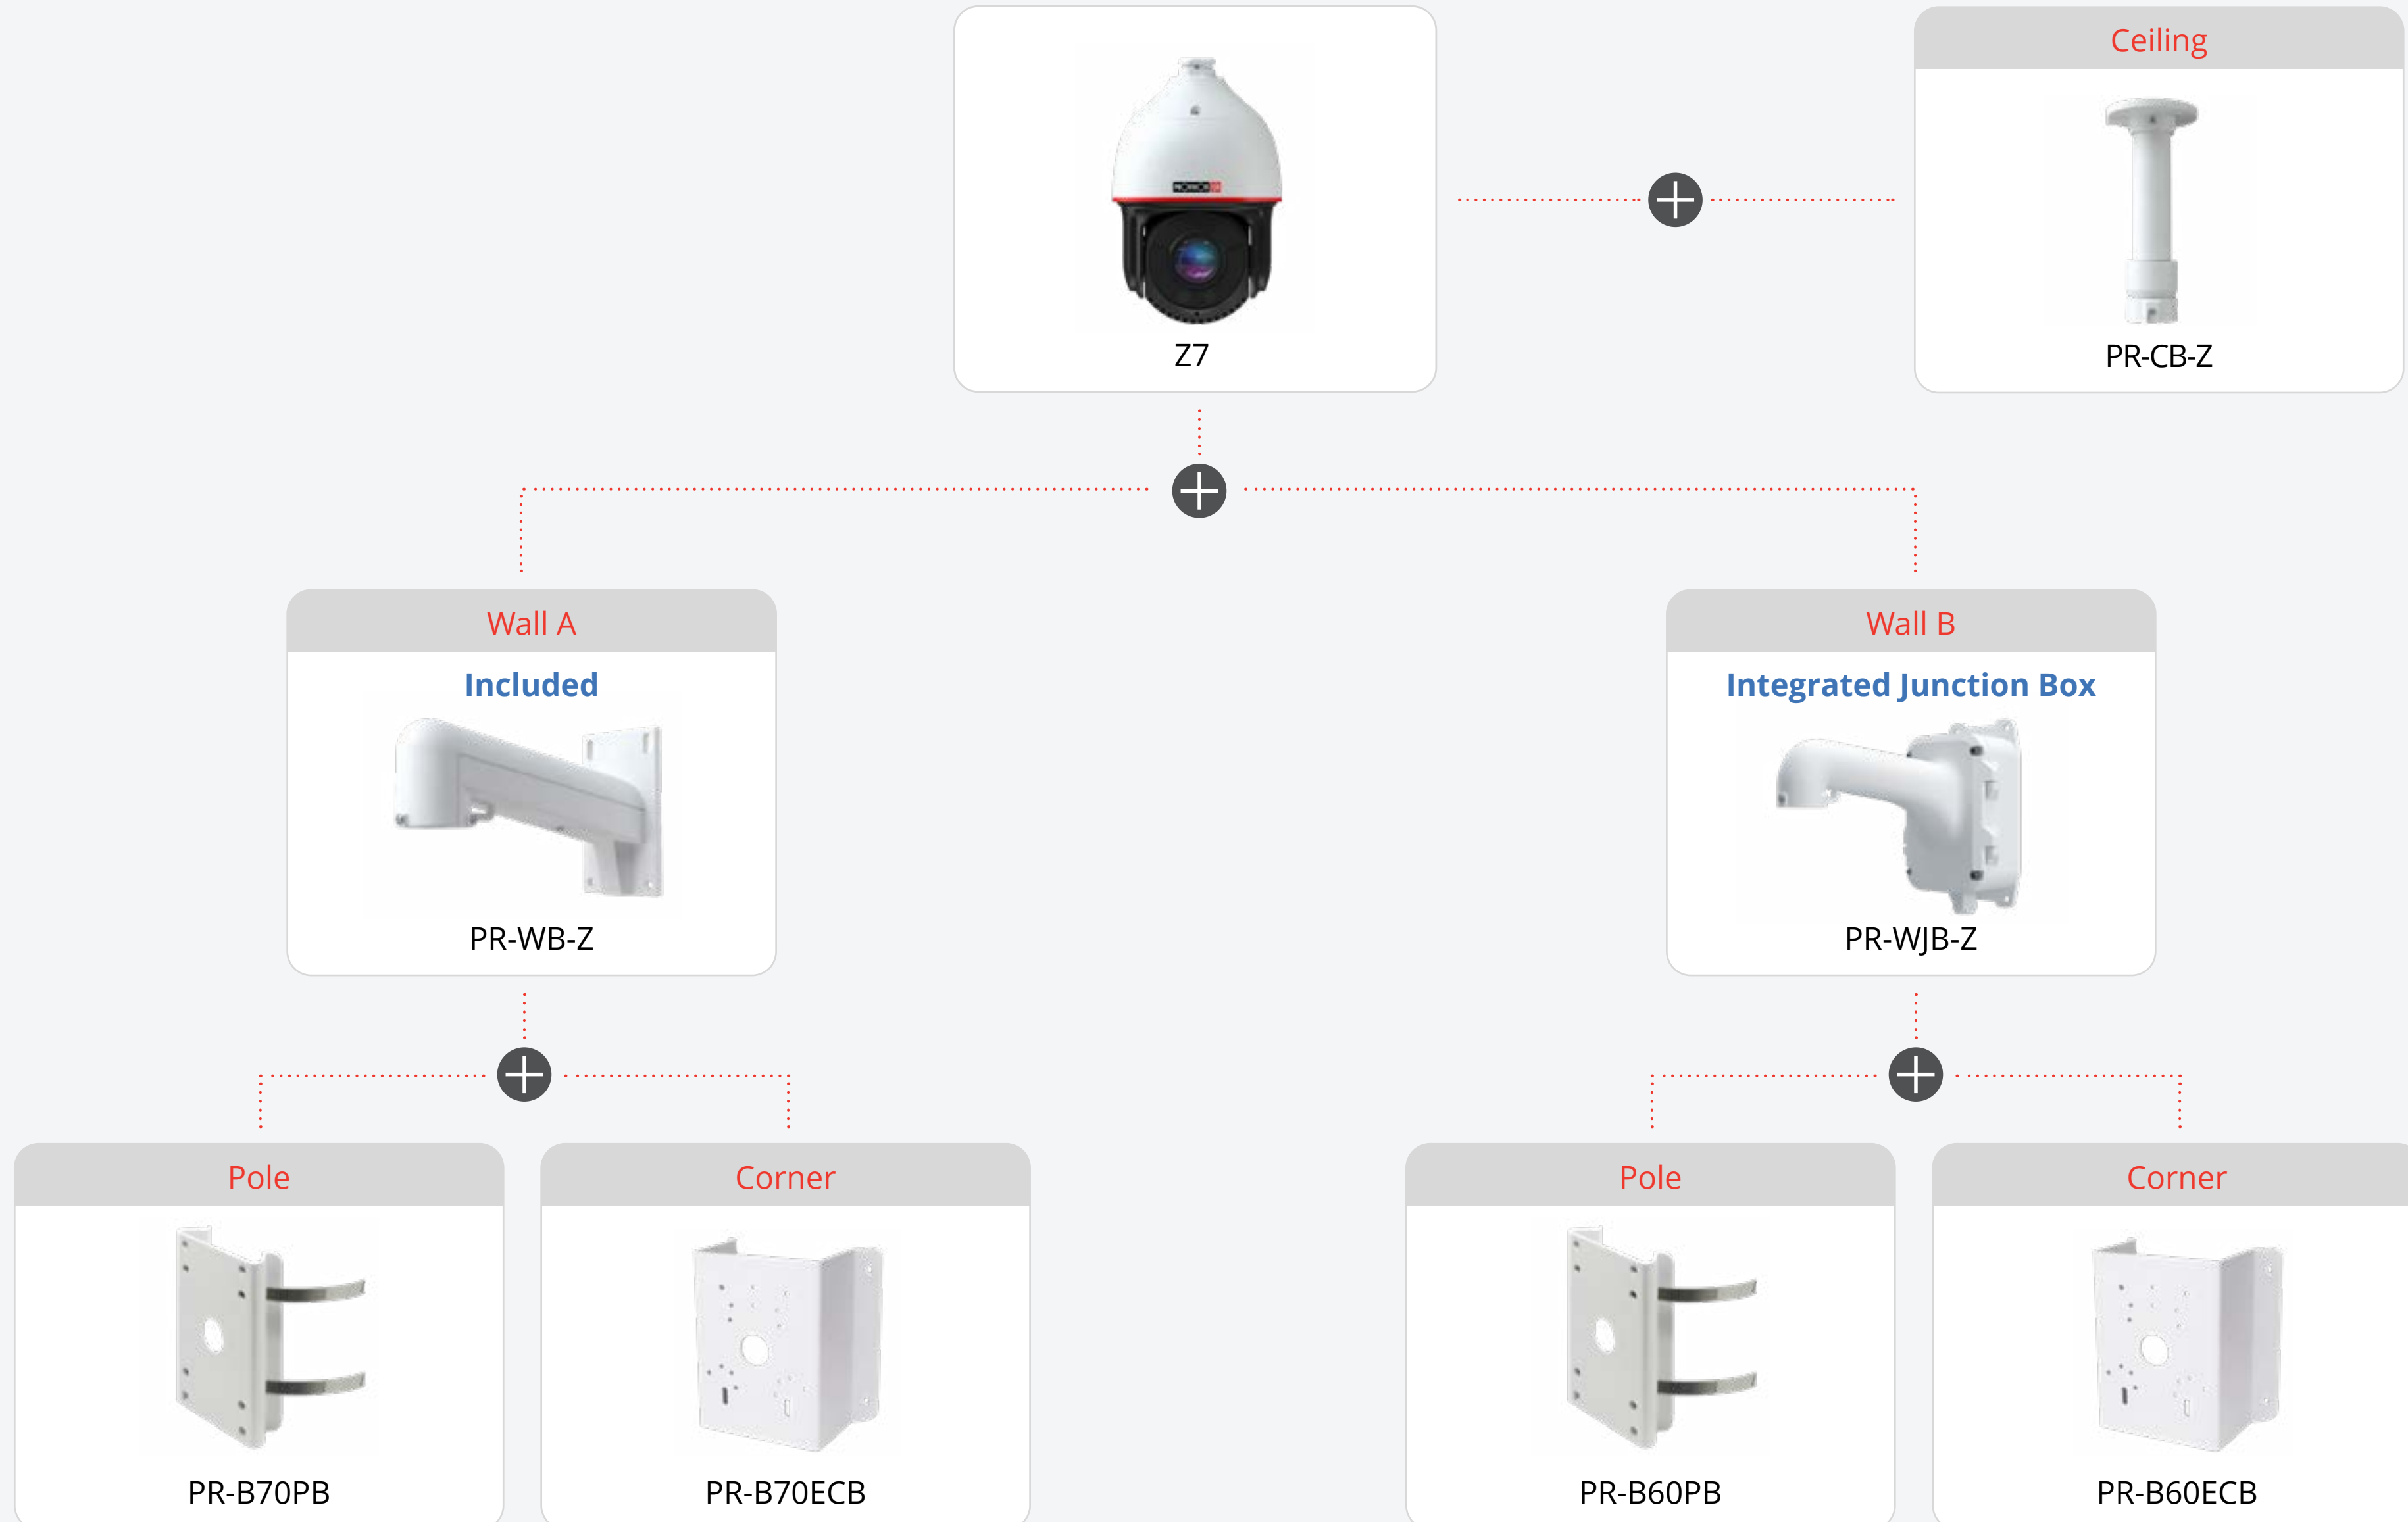 Z7
Ceiling
PR-CB-Z
Wall A
Included
PR-WB-Z
Wall B
Integrated Junction Box
PR-WJB-Z
Pole
PR-B70PB
Corner
PR-B70ECB
Pole
PR-B60PB
Corner
PR-B60ECB